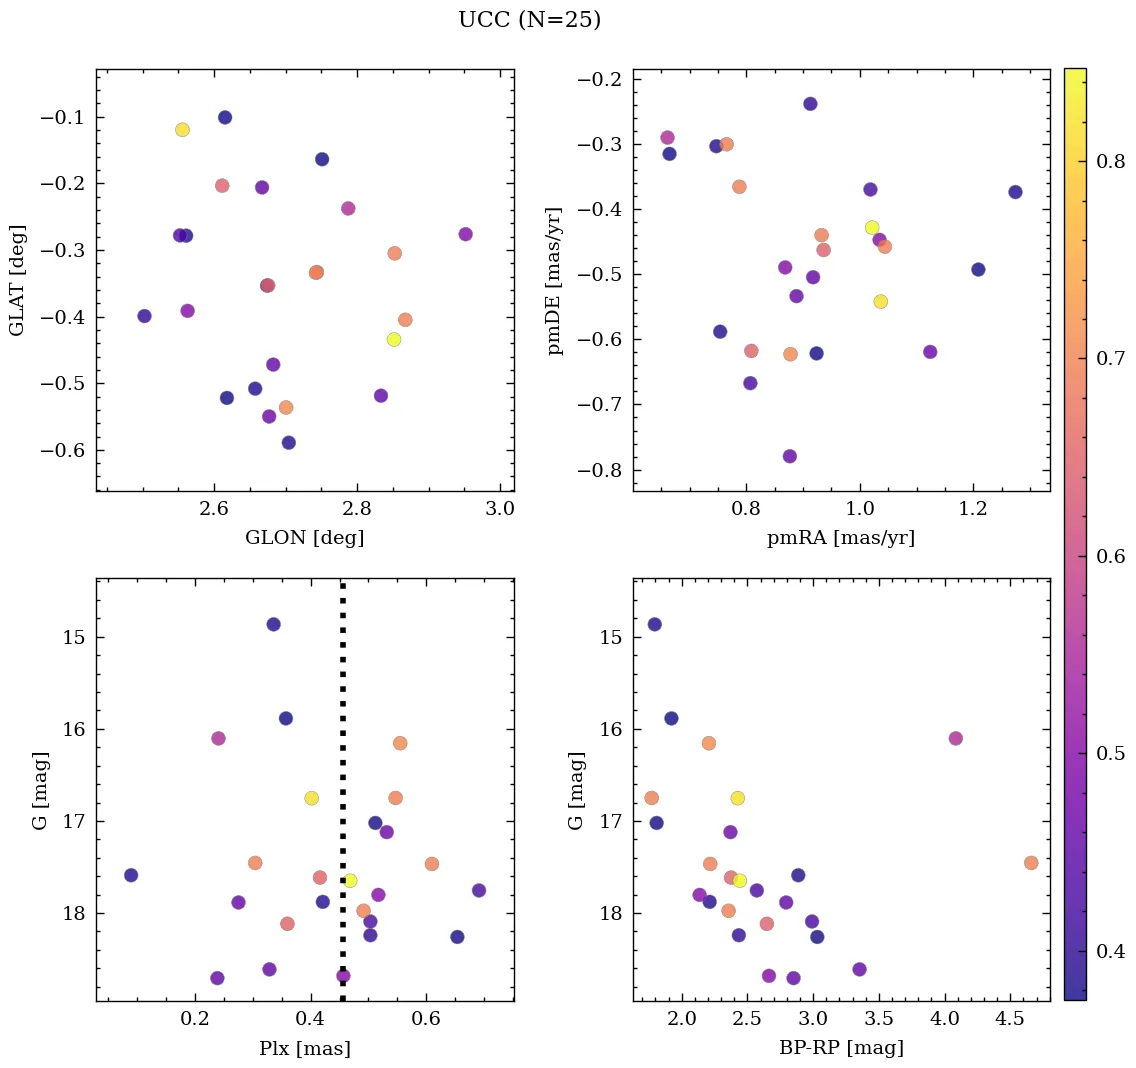 UCC (N=25)
−0.1
−0.2
−0.3
−0.4
−0.5
−0.6
GLAT [deg]
2.6 2.8 3.0
GLON [deg]
−0.2
−0.3
−0.4
−0.5
−0.6
−0.7
−0.8
pmDE [mas/yr]
0.8 1.0 1.2
pmRA [mas/yr]
15
16
17
18
G [mag]
0.2 0.4 0.6
Plx [mas]
G [mag]
15
16
17
18
2.0 2.5 3.0 3.5 4.0 4.5
BP-RP [mag]
0.8
0.7
0.6
0.5
0.4